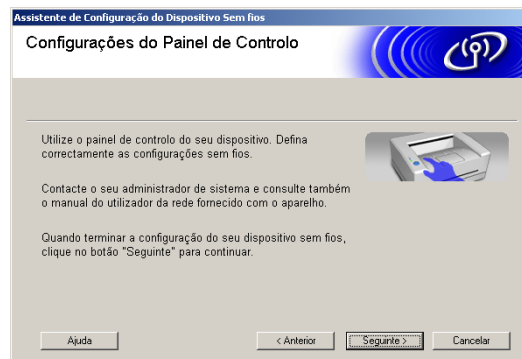 Assistente de Configuração do Dispositivo Sem fios
Configurações do Painel de Controlo
Utilize o painel de controlo do seu dispositivo. Defina
correctamente as configurações sem fios.
Contacte o seu administrador de sistema e consulte também
o manual do utilizador da rede fornecido com o aparelho.
Quando terminar a configuração do seu dispositivo sem fios,
clique no botão "Seguinte" para continuar.
Ajuda
< Anterior
Seguinte >
Cancelar